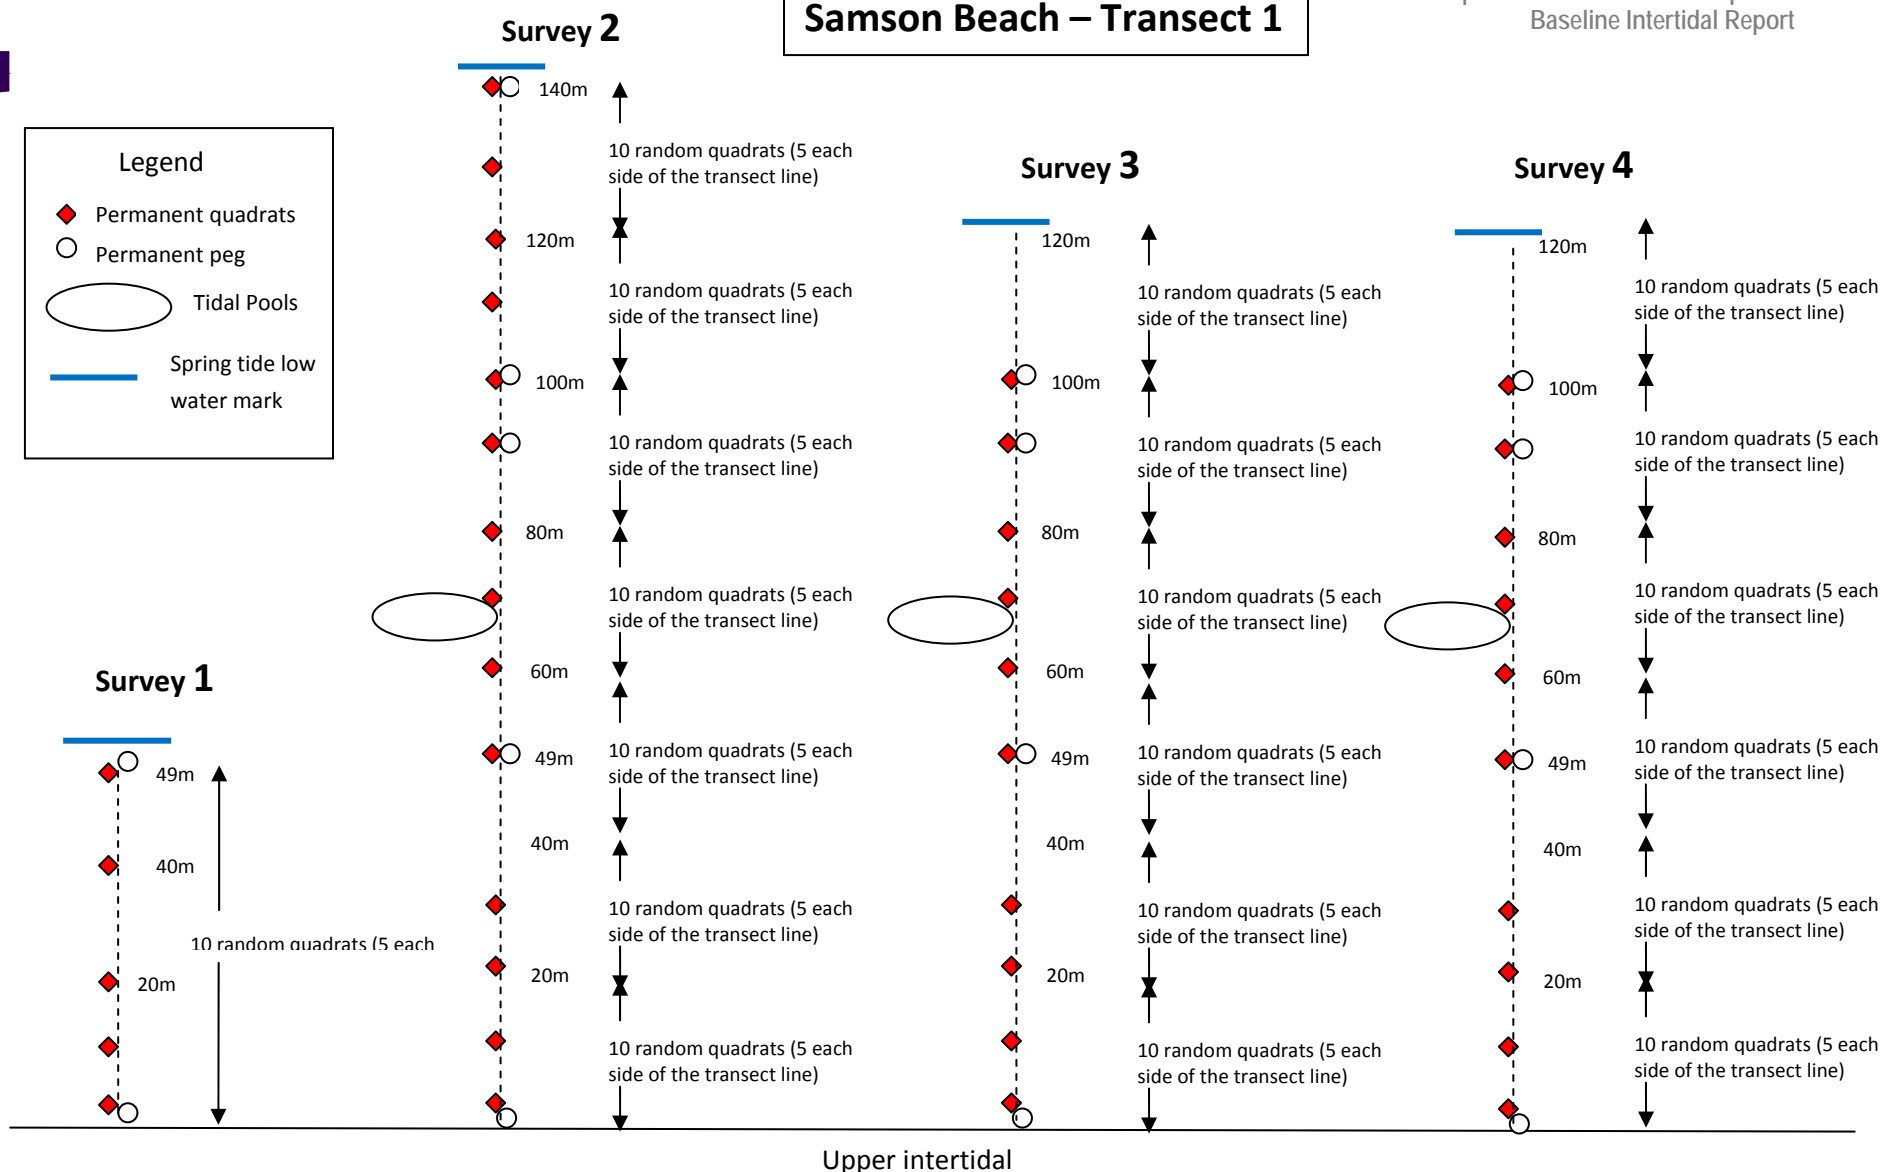 Samson Beach – Transect 1
Baseline Intertidal Report
Legend
Permanent quadrats
Permanent peg
Tidal Pools
Spring tide low
water mark
Survey 1
49m
40m
20m
10 random quadrats (5 each
Survey 2
140m
120m
100m
80m
60m
49m
40m
20m
10 random quadrats (5 each
side of the transect line)
10 random quadrats (5 each
side of the transect line)
10 random quadrats (5 each
side of the transect line)
10 random quadrats (5 each
side of the transect line)
10 random quadrats (5 each
side of the transect line)
10 random quadrats (5 each
side of the transect line)
10 random quadrats (5 each
side of the transect line)
Survey 3
120m
100m
80m
60m
49m
40m
20m
10 random quadrats (5 each
side of the transect line)
10 random quadrats (5 each
side of the transect line)
10 random quadrats (5 each
side of the transect line)
10 random quadrats (5 each
side of the transect line)
10 random quadrats (5 each
side of the transect line)
10 random quadrats (5 each
side of the transect line)
Survey 4
120m
100m
80m
60m
49m
40m
20m
10 random quadrats (5 each
side of the transect line)
10 random quadrats (5 each
side of the transect line)
10 random quadrats (5 each
side of the transect line)
10 random quadrats (5 each
side of the transect line)
10 random quadrats (5 each
side of the transect line)
10 random quadrats (5 each
side of the transect line)
Upper intertidal